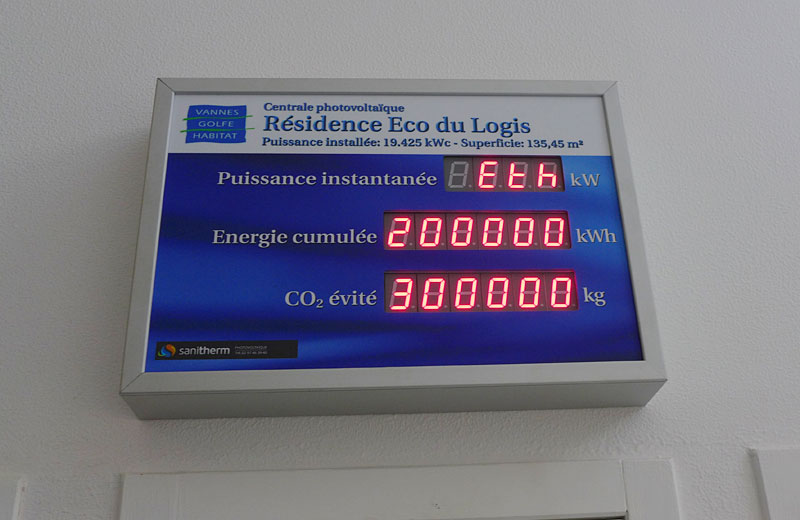 VANNES
GOLFE
HABITAT
Centrale photovoltaïque
Résidence Eco du Logis
Puissance installée: 19.425 kWc - Superficie: 135,45 m²
Puissance instantanée Eth kW
Energie cumulée 200000 kWh
CO₂ évité 300000 kg
sanitherm